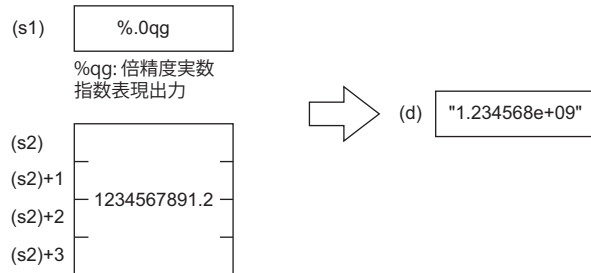 (s1)
%.0qg
%qg: 倍精度実数
指数表現出力
(d)
"1.234568e+09"
(s2)
(s2)+1
1234567891.2
(s2)+2
(s2)+3